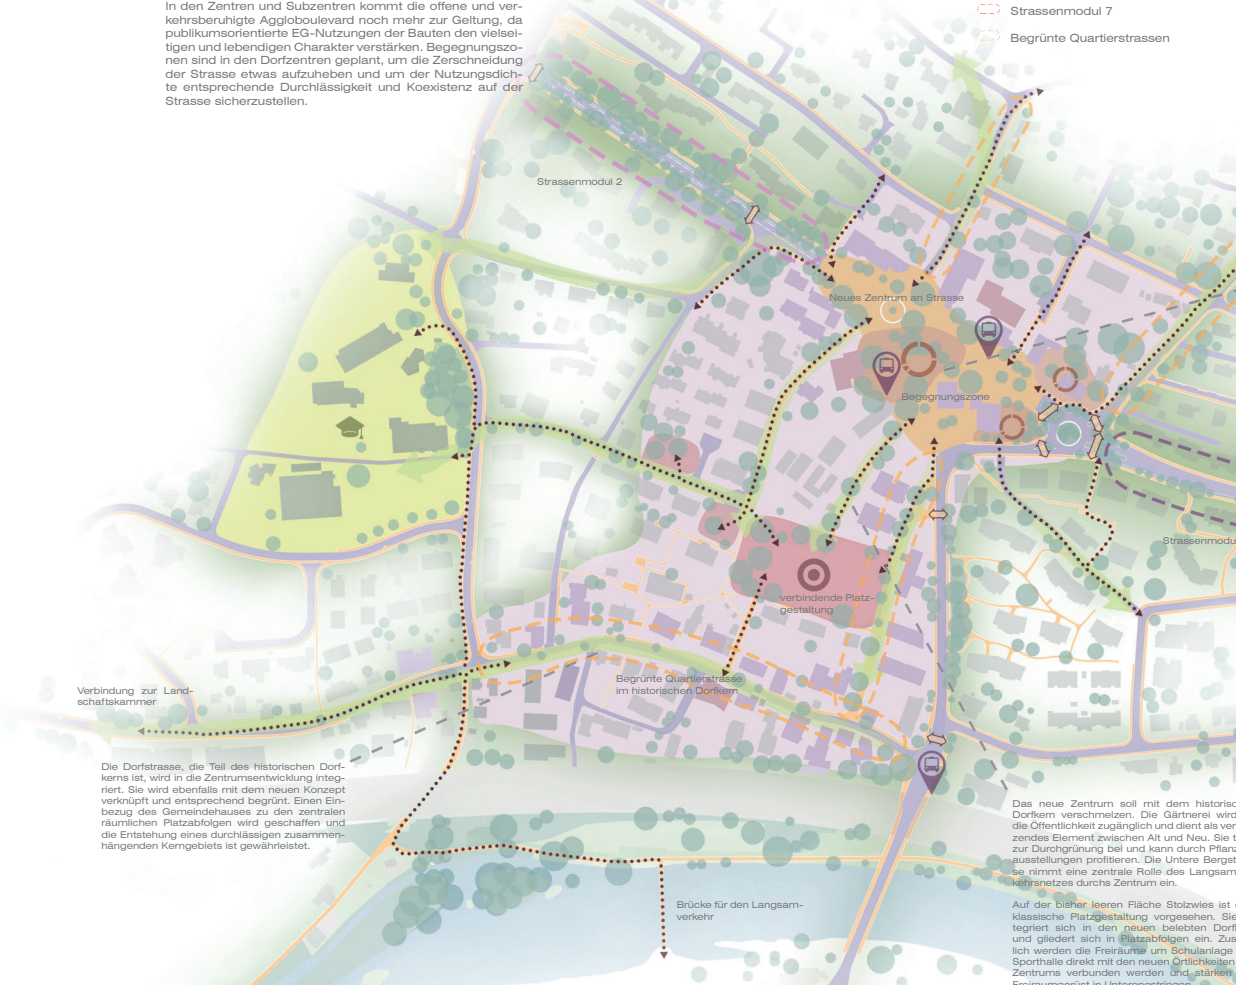 In den Zentren und Subzentren kommt die offene und ver-
kehrsberuhigte Aggloboulevard noch mehr zur Geltung, da
publikumsorientierte EG-Nutzungen der Bauten den vielsei-
tigen und lebendigen Charakter verstärken. Begegnungszo-
nen sind in den Dorfzentren geplant, um die Zerschneidung
der Strasse etwas aufzuheben und um der Nutzungsdich-
te entsprechende Durchlässigkeit und Koexistenz auf der
Strasse sicherzustellen.
Strassenmodul 7
Begrünte Quartierstrassen
Strassenmodul 2
Neues Zentrum an Strasse
Begegnungszone
Strassenmodu
verbindende Platz-
gestaltung
Begrünte Quartierstrasse
im historischen Dorfkern
Verbindung zur Land-
schaftskammer
Die Dorfstrasse, die Teil des historischen Dorf-
kerns ist, wird in die Zentrumsentwicklung integ-
riert. Sie wird ebenfalls mit dem neuen Konzept
verknüpft und entsprechend begrünt. Einen Ein-
bezug des Gemeindehauses zu den zentralen
räumlichen Platzabfolgen wird geschaffen und
die Entstehung eines durchlässigen zusammen-
hängenden Kerngebiets ist gewährleistet.
Brücke für den Langsam-
verkehr
Das neue Zentrum soll mit dem historisc
Dorfkern verschmelzen. Die Gärtnerei wird
die Öffentlichkeit zugänglich und dient als ver
zendes Element zwischen Alt und Neu. Sie t
zur Durchgrünung bei und kann durch Pflanz
ausstellungen profitieren. Die Untere Bergst
se nimmt eine zentrale Rolle des Langsam
kehrsnetzes durchs Zentrum ein.
Auf der bisher leeren Fläche Stolzwies ist
klassische Platzgestaltung vorgesehen. Sie
tegriert sich in den neuen belebten Dorf
und gliedert sich in Platzabfolgen ein. Zus
lich werden die Freiräume um Schulanlage
Sporthalle direkt mit den neuen Örtlichkeiten
Zentrums verbunden werden und stärken
Freiraumgerüst in Unterengstringen.